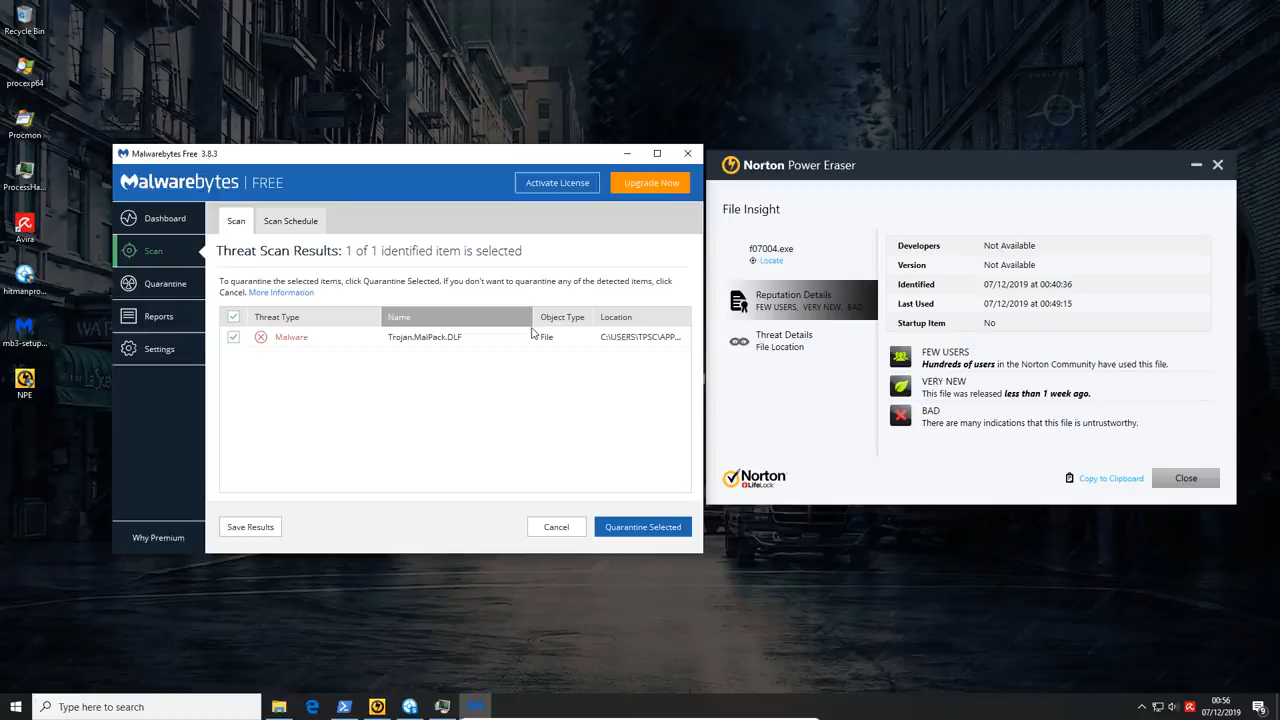 Recycle Bin
procexp64
Procmon
ProcessHa...
Avira
hitmanpro...
mb3-setup...
NPE
Malwarebytes Free 3.8.3
Malwarebytes | FREE
Activate License
Upgrade Now
Dashboard
Scan
Quarantine
Reports
Settings
Why Premium
Scan
Scan Schedule
Threat Scan Results: 1 of 1 identified item is selected
To quarantine the selected items, click Quarantine Selected. If you don't want to quarantine any of the detected items, click
Cancel. More Information
Threat Type Name Object Type Location
Malware Trojan.MalPack.DLF File C:\USERS\TPSC\APP...
Save Results
Cancel
Quarantine Selected
Norton Power Eraser
File Insight
f07004.exe
Locate
Reputation Details
FEW USERS, VERY NEW, BAD
Threat Details
File Location
Developers Not Available
Version Not Available
Identified 07/12/2019 at 00:40:36
Last Used 07/12/2019 at 00:49:15
Startup Item No
FEW USERS
Hundreds of users in the Norton Community have used this file.
VERY NEW
This file was released less than 1 week ago.
BAD
There are many indications that this file is untrustworthy.
Norton
LifeLock
Copy to Clipboard
Close
Type here to search
00:56
07/12/2019